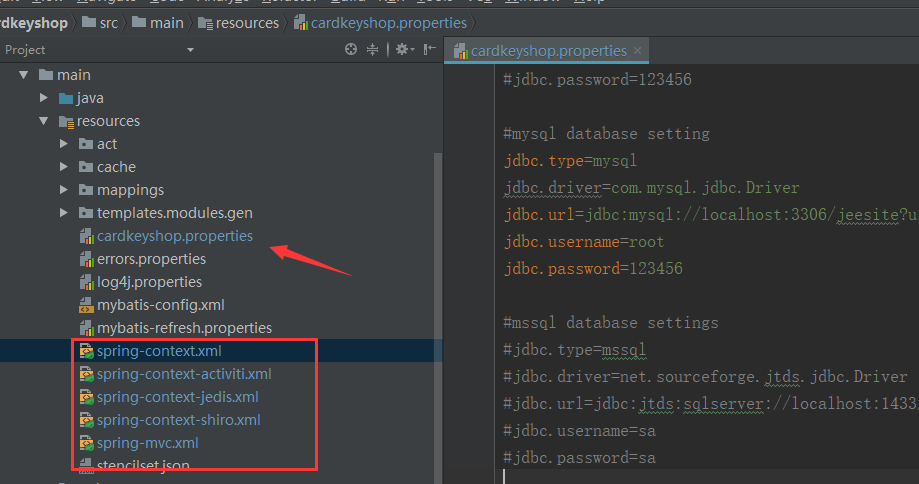 rdkeyshop src main resources cardkeyshop.properties
Project
main
java
resources
act
cache
mappings
templates.modules.gen
cardkeyshop.properties
errors.properties
log4j.properties
mybatis-config.xml
mybatis-refresh.properties
spring-context.xml
spring-context-activiti.xml
spring-context-jedis.xml
spring-context-shiro.xml
spring-mvc.xml
stencilset.json
cardkeyshop.properties
#jdbc.password=123456
#mysql database setting
jdbc.type=mysql
jdbc.driver=com.mysql.jdbc.Driver
jdbc.url=jdbc:mysql://localhost:3306/jeesite?u
jdbc.username=root
jdbc.password=123456
#mssql database settings
#jdbc.type=mssql
#jdbc.driver=net.sourceforge.jtds.jdbc.Driver
#jdbc.url=jdbc:jtds:sqlserver://localhost:1433
#jdbc.username=sa
#jdbc.password=sa